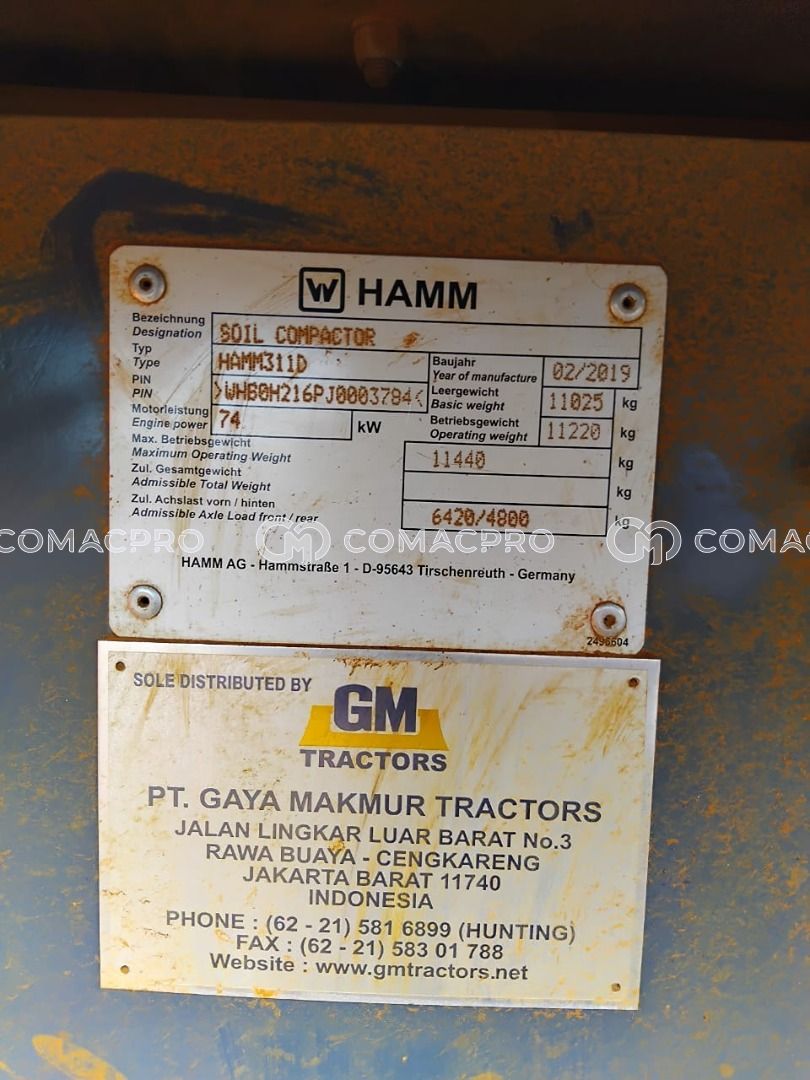 W HAMM
Bezeichnung
Designation SOIL COMPACTOR
Typ
Type HAMM311D
Baujahr
Year of manufacture 02/2019
PIN
PIN >WHB0H216PJ0003784<
Leergewicht
Basic weight 11025 kg
Motorleistung
Engine power 74 kW
Betriebsgewicht
Operating weight 11220 kg
Max. Betriebsgewicht
Maximum Operating Weight 11440 kg
Zul. Gesamtgewicht
Admissible Total Weight kg
Zul. Achslast vorn / hinten
Admissible Axle Load front / rear 6420/4800 kg
COMACPRO COMACPRO COMACPRO
HAMM AG - Hammstraße 1 - D-95643 Tirschenreuth - Germany
SOLE DISTRIBUTED BY
GM
TRACTORS
PT. GAYA MAKMUR TRACTORS
JALAN LINGKAR LUAR BARAT No.3
RAWA BUAYA - CENGKARENG
JAKARTA BARAT 11740
INDONESIA
PHONE : (62 - 21) 581 6899 (HUNTING)
FAX : (62 - 21) 583 01 788
Website : www.gmtractors.net